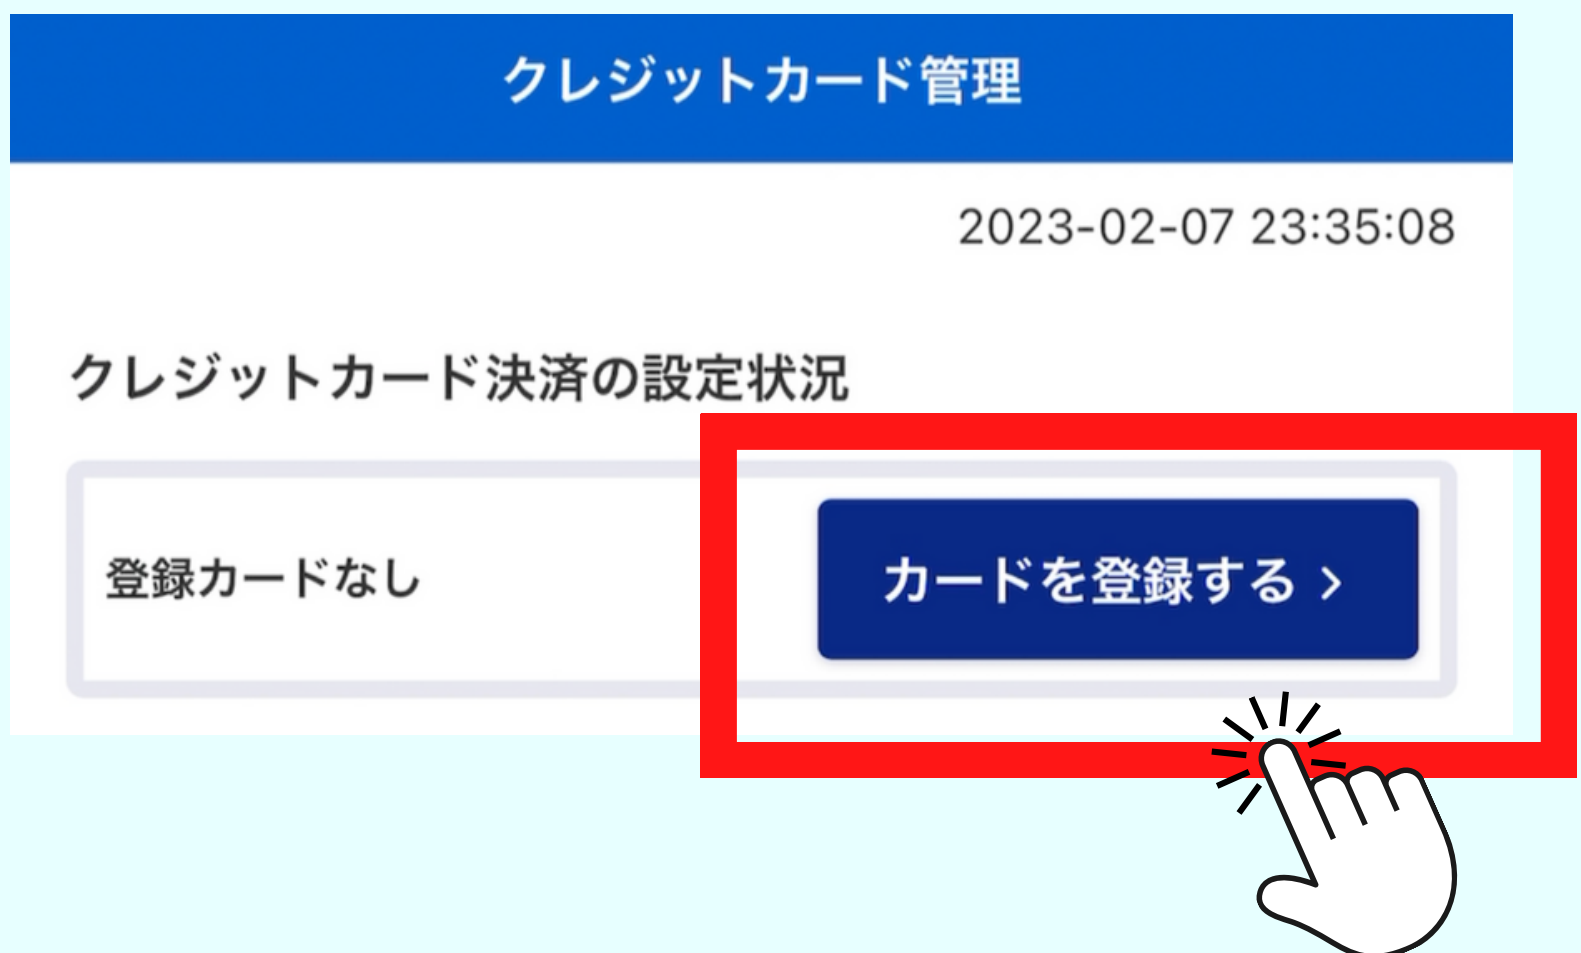 クレジットカード管理
2023-02-07 23:35:08
クレジットカード決済の設定状況
登録カードなし
カードを登録する >